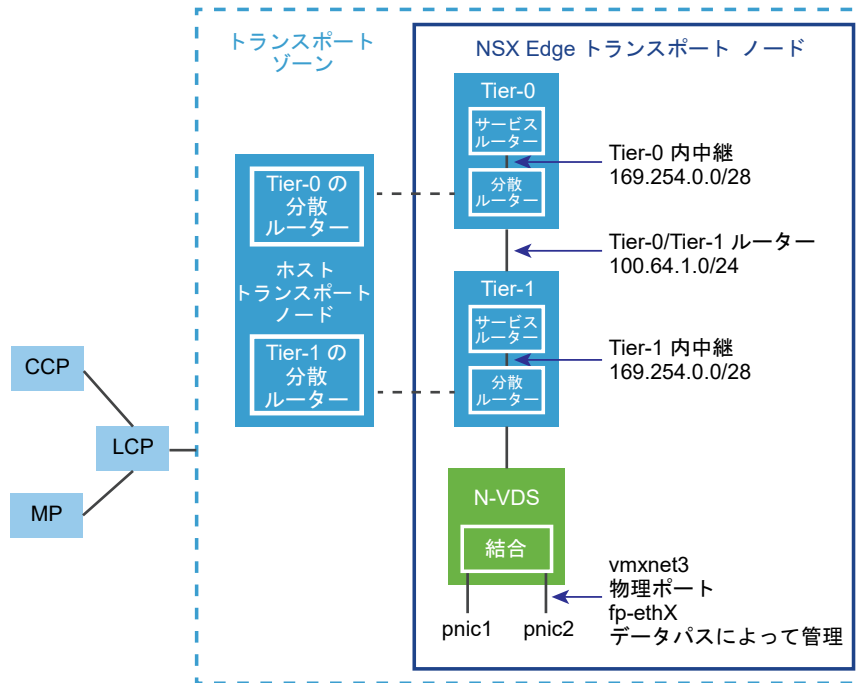 トランスポート
ゾーン
NSX Edge トランスポート ノード
Tier-0
サービス
ルーター
分散
ルーター
Tier-0 内中継
169.254.0.0/28
Tier-0 の
分散
ルーター
ホスト
トランスポート
ノード
Tier-1 の
分散
ルーター
Tier-0/Tier-1 ルーター
100.64.1.0/24
Tier-1
サービス
ルーター
分散
ルーター
Tier-1 内中継
169.254.0.0/28
CCP
LCP
MP
N-VDS
結合
pnic1
pnic2
vmxnet3
物理ポート
fp-ethX
データパスによって管理